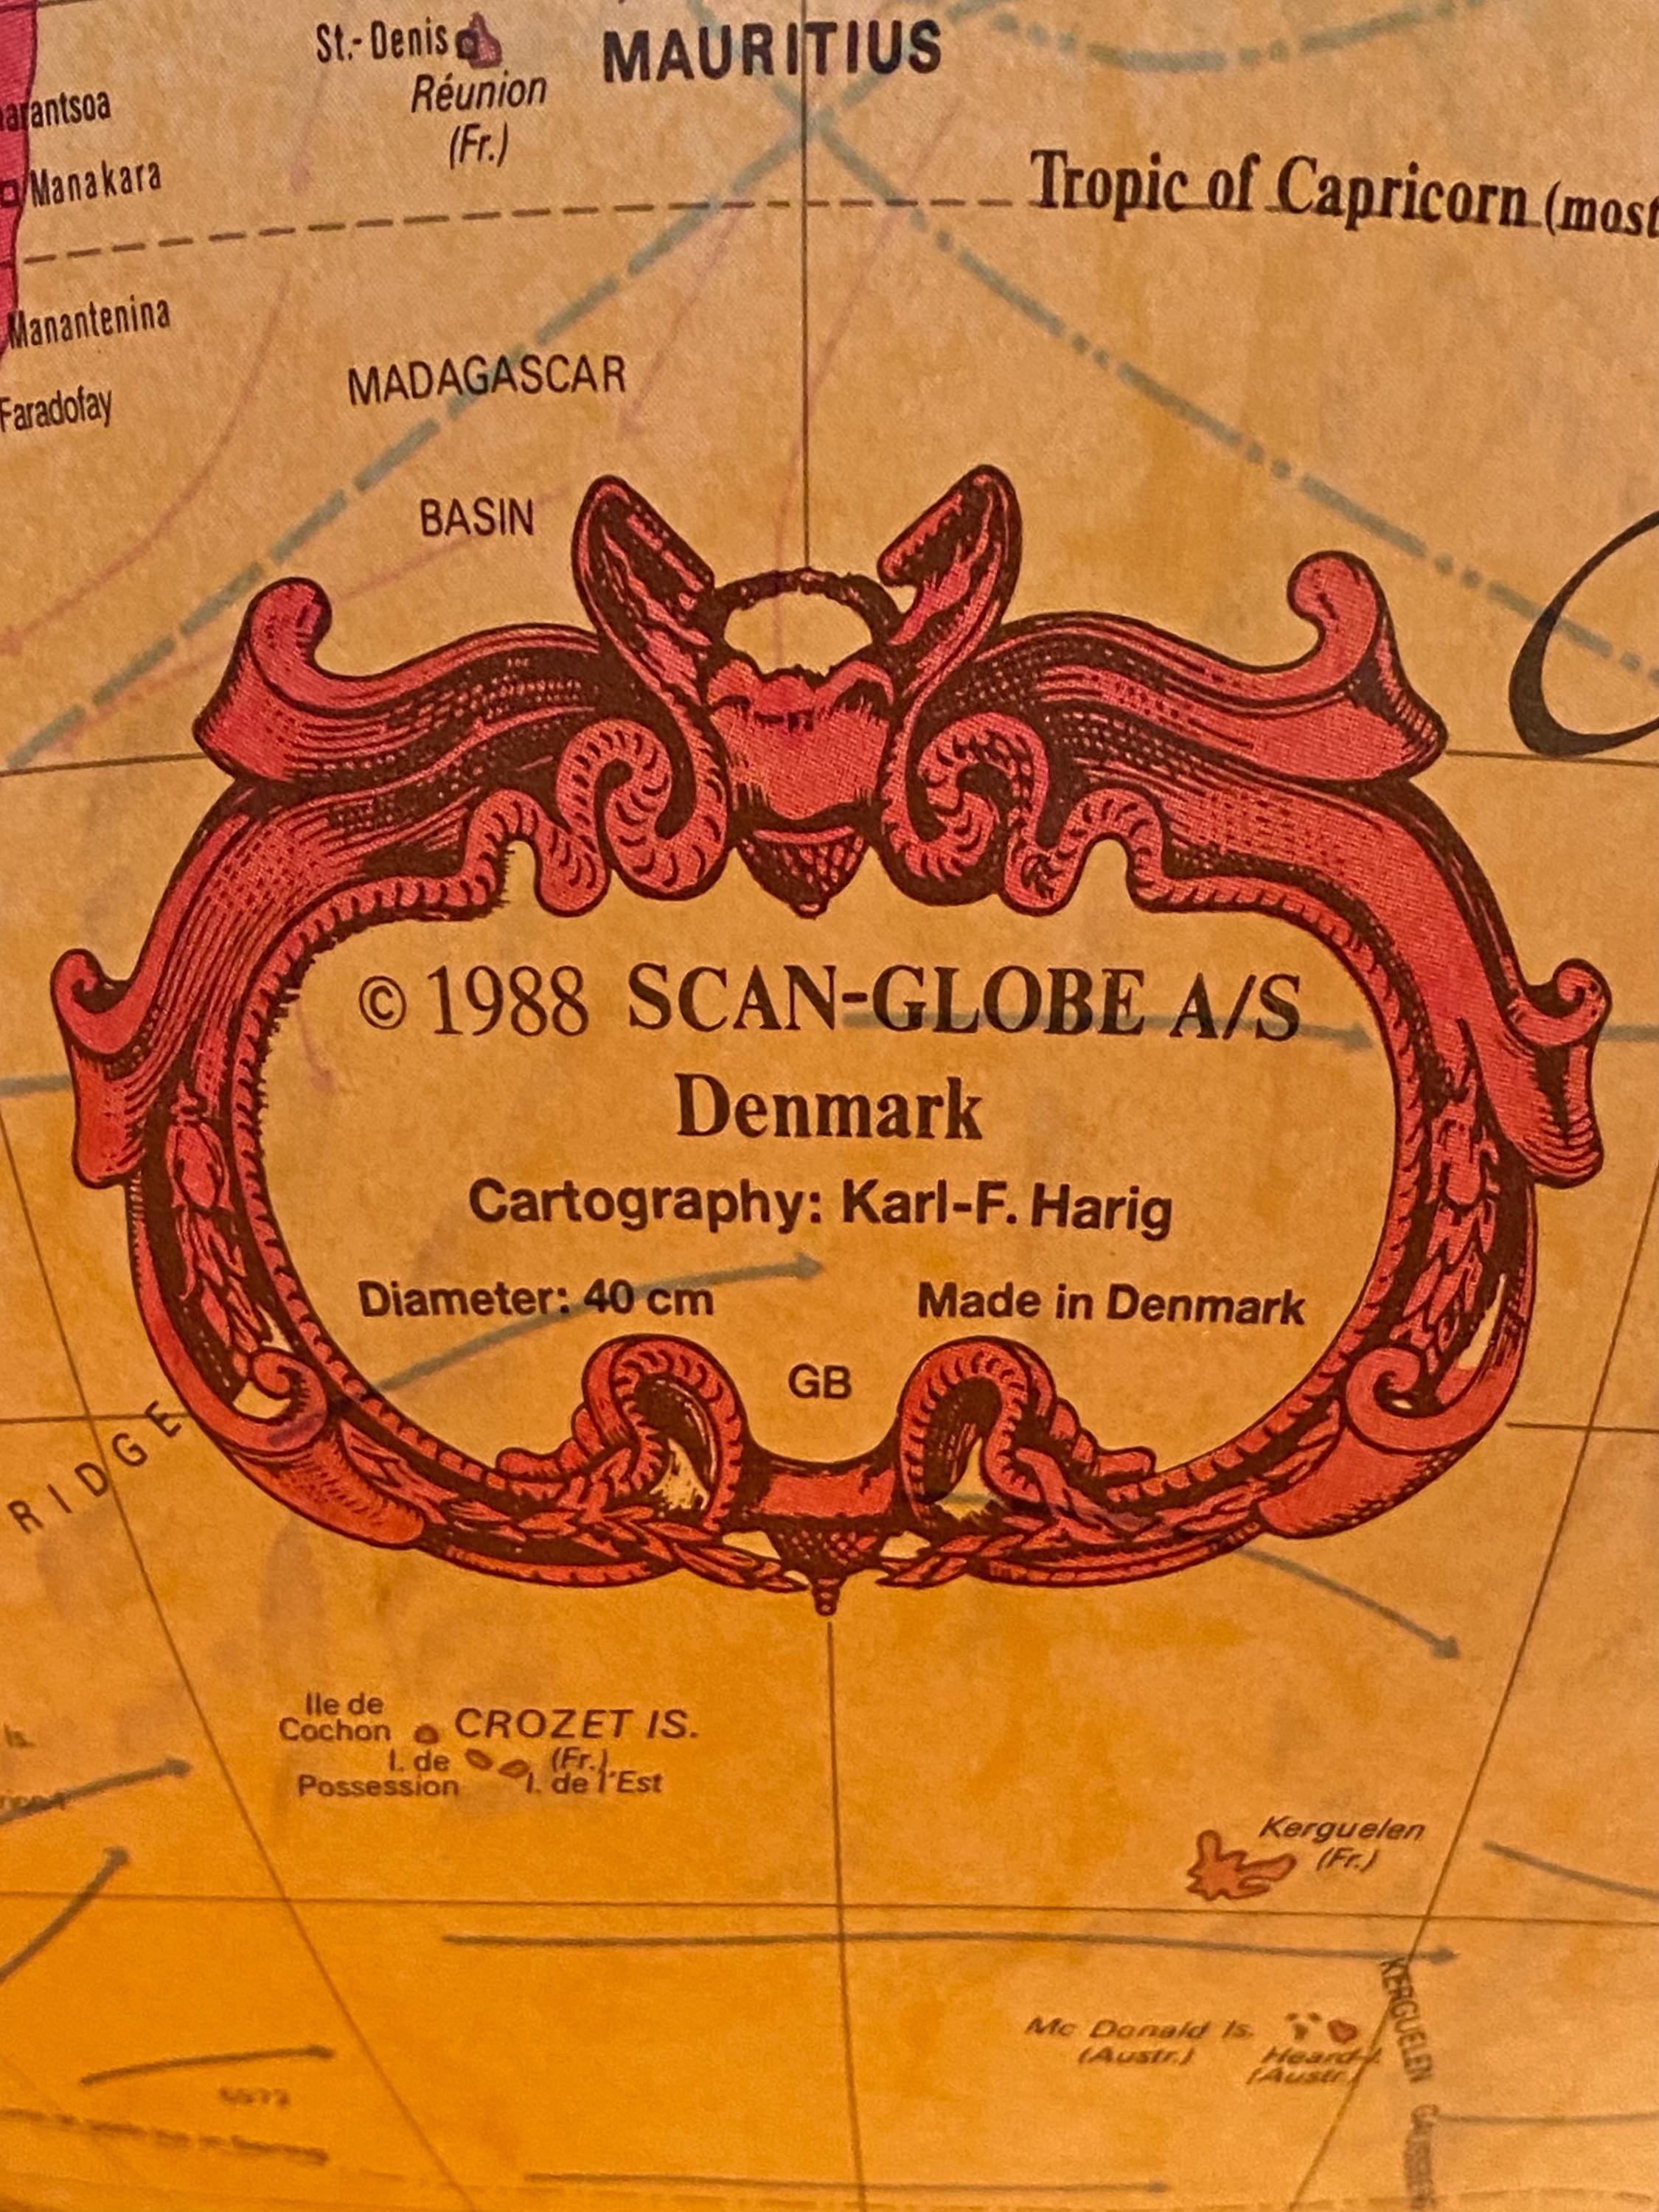 St.- Denis
MAURITIUS
Réunion
(Fr.)
Manakara
Tropic of Capricorn (most
Manantenina
Faradofay
MADAGASCAR
BASIN
© 1988 SCAN-GLOBE A/S
Denmark
Cartography: Karl-F. Harig
Diameter: 40 cm Made in Denmark
GB
RIDGE
Ile de
Cochon
CROZET IS.
(Fr.)
I. de
Possession
I. de l'Est
Kerguelen
(Fr.)
Mc Donald Is.
(Austr.)
Heard I.
(Austr.)
KERGUELEN